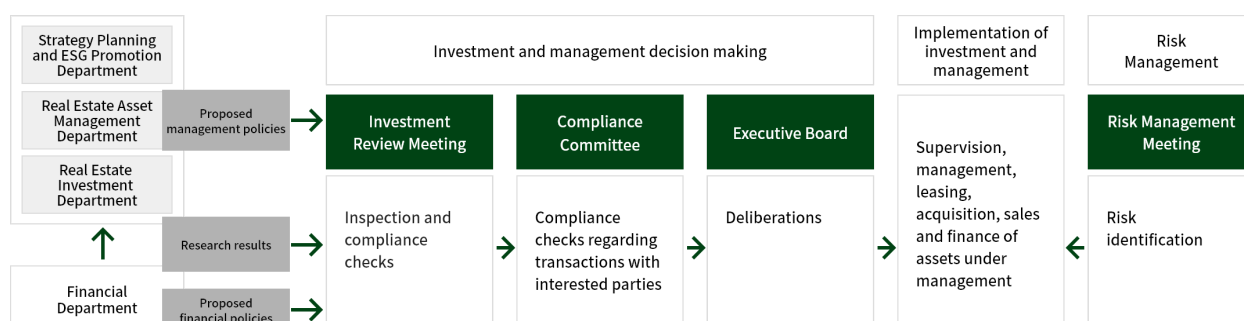 Strategy Planning
and ESG Promotion
Department
Real Estate Asset
Management
Department
Real Estate
Investment
Department
Financial
Department
Proposed
management policies
Research results
Proposed
financial policies
Investment and management decision making
Investment
Review Meeting
Inspection and
compliance
checks
Compliance
Committee
Compliance
checks regarding
transactions with
interested parties
Executive Board
Deliberations
Implementation of
investment and
management
Supervision,
management,
leasing,
acquisition, sales
and finance of
assets under
management
Risk
Management
Risk Management
Meeting
Risk
identification